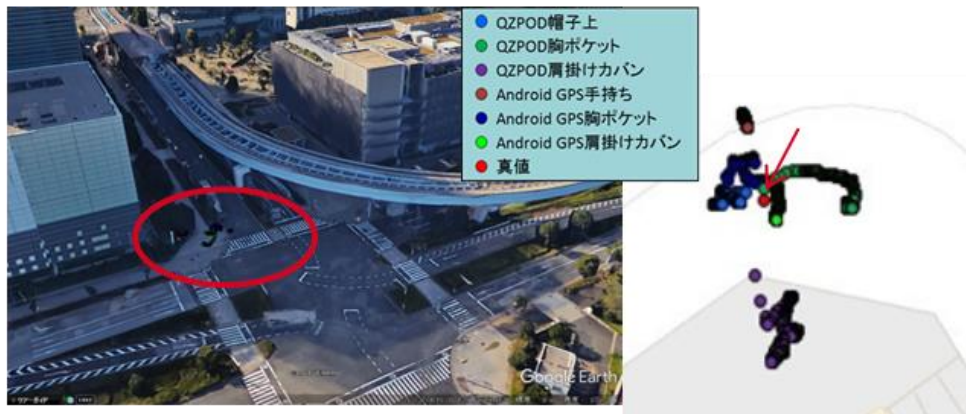 QZPOD帽子上
QZPOD胸ポケット
QZPOD肩掛けカバン
Android GPS手持ち
Android GPS胸ポケット
Android GPS肩掛けカバン
真値
Google Earth